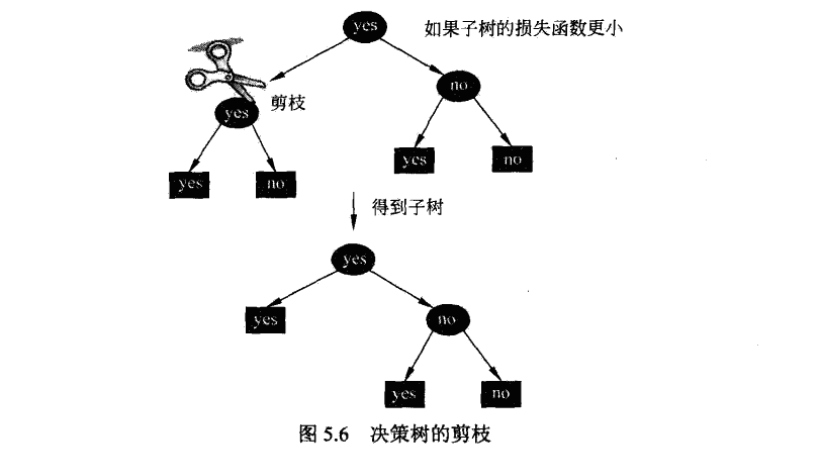 yes
如果子树的损失函数更小
剪枝
yes
no
yes
no
yes
no
得到子树
yes
yes
no
yes
no
图 5.6 决策树的剪枝